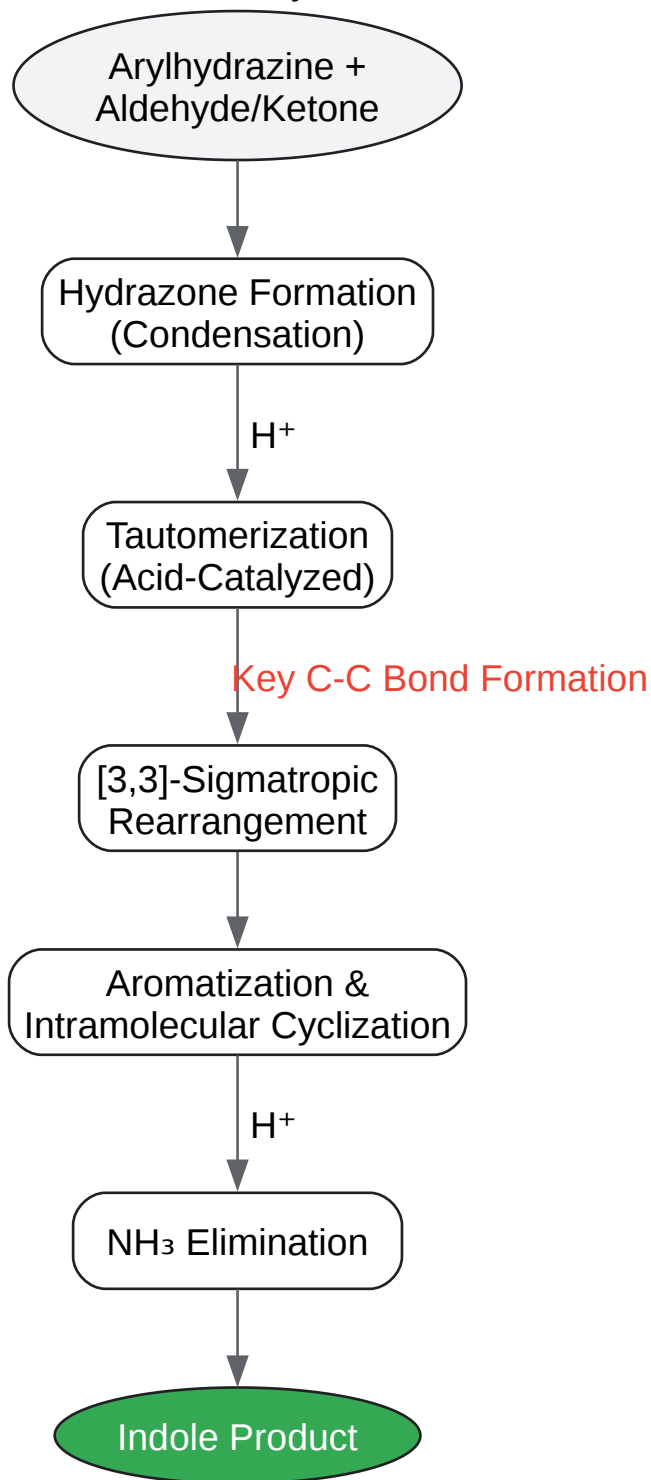 Arylhydrazine +
Aldehyde/Ketone
Hydrazone Formation
(Condensation)
H⁺
Tautomerization
(Acid-Catalyzed)
Key C-C Bond Formation
[3,3]-Sigmatropic
Rearrangement
Aromatization &
Intramolecular Cyclization
H⁺
NH₃ Elimination
Indole Product